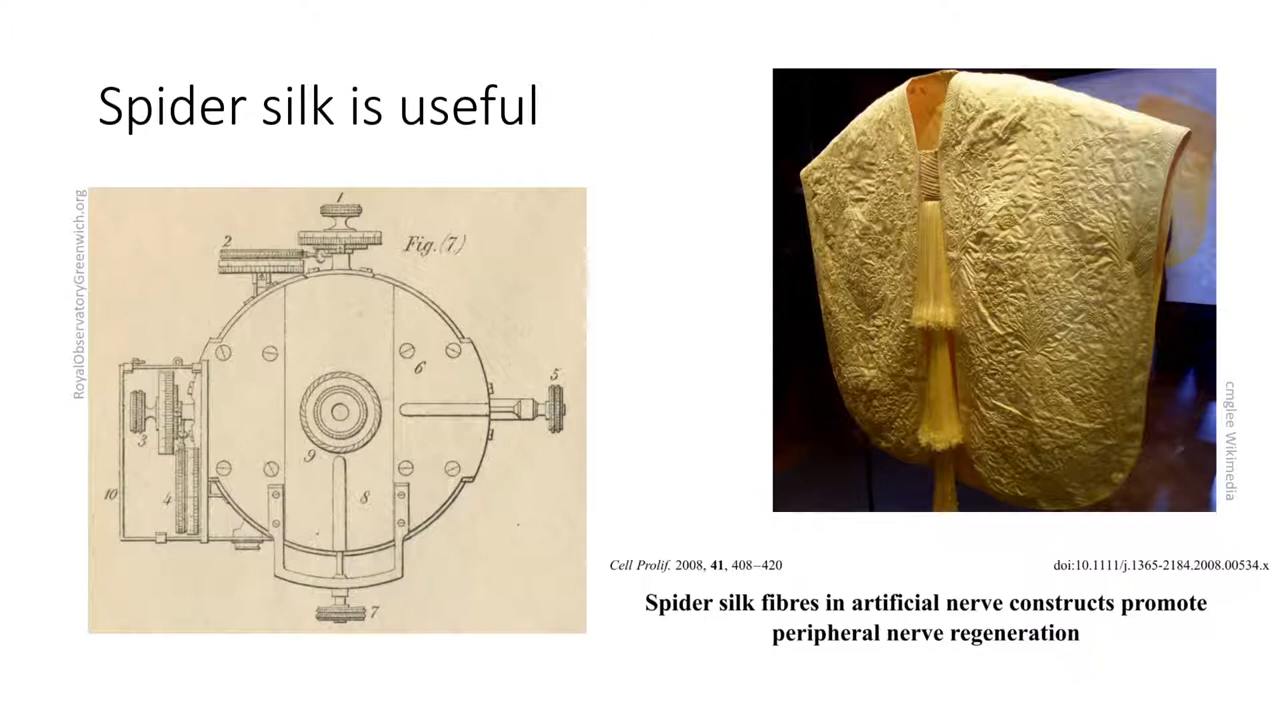 Spider silk is useful
RoyalObservatoryGreenwich.org
1
2
Fig. (7)
6
5
3
9
10
4
8
7
cmglee Wikimedia
Cell Prolif. 2008, 41, 408–420
doi:10.1111/j.1365-2184.2008.00534.x
Spider silk fibres in artificial nerve constructs promote
peripheral nerve regeneration